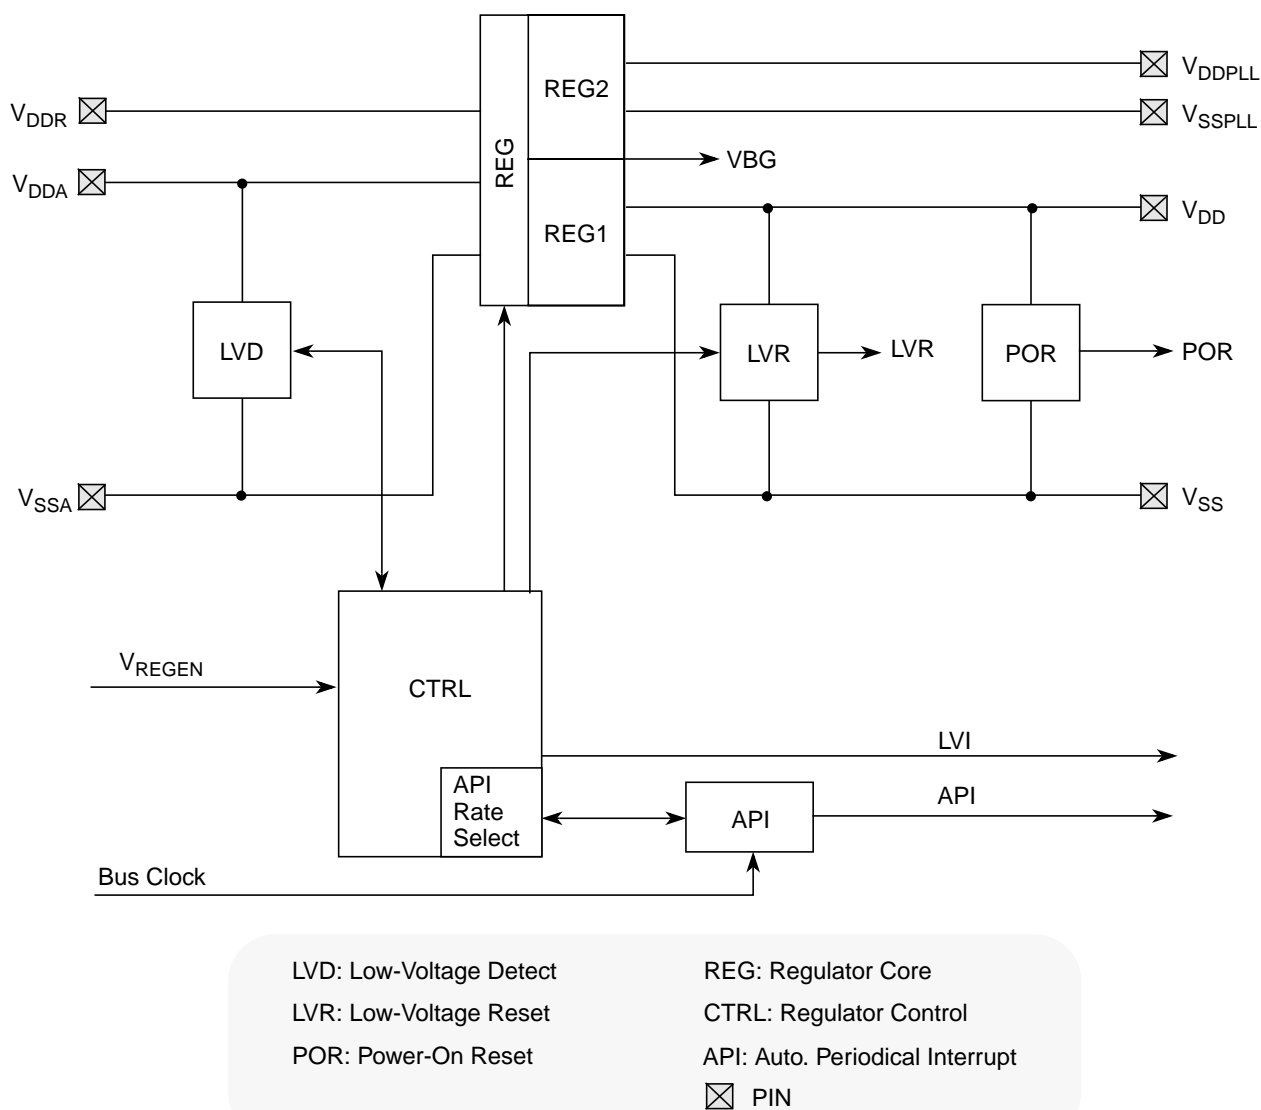 VDDPLL
REG2
VDDR
VSSPLL
REG
VBG
VDDA
VDD
REG1
LVD
LVR
LVR
POR
POR
VSSA
VSS
VREGEN
CTRL
LVI
API
Rate
Select
API
API
Bus Clock
LVD: Low-Voltage Detect
REG: Regulator Core
LVR: Low-Voltage Reset
CTRL: Regulator Control
POR: Power-On Reset
API: Auto. Periodical Interrupt
PIN